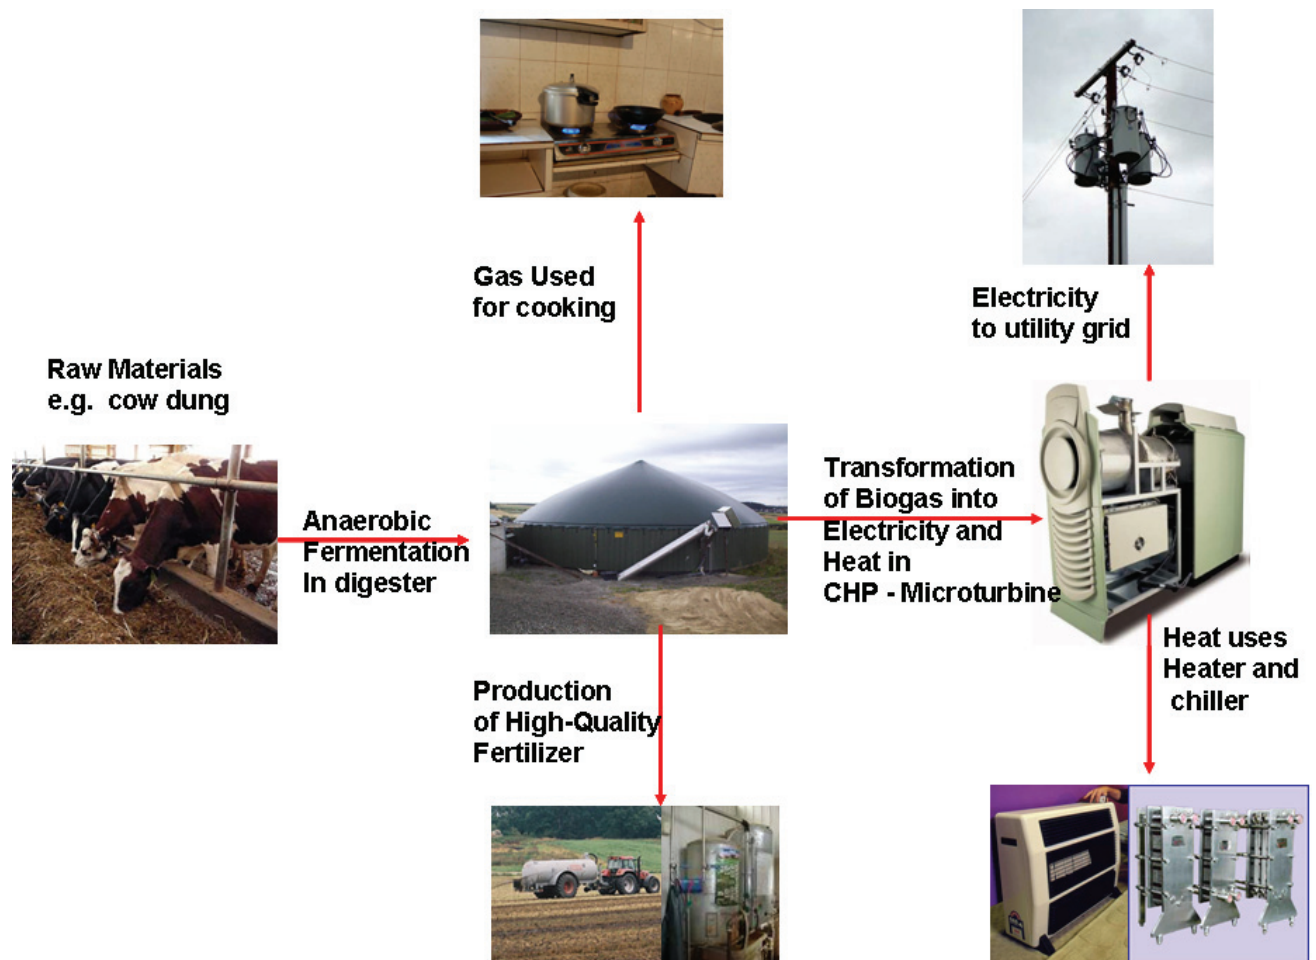 Gas Used
for cooking
Electricity
to utility grid
Raw Materials
e.g. cow dung
Anaerobic
Fermentation
In digester
Transformation
of Biogas into
Electricity and
Heat in
CHP - Microturbine
Production
of High-Quality
Fertilizer
Heat uses
Heater and
chiller